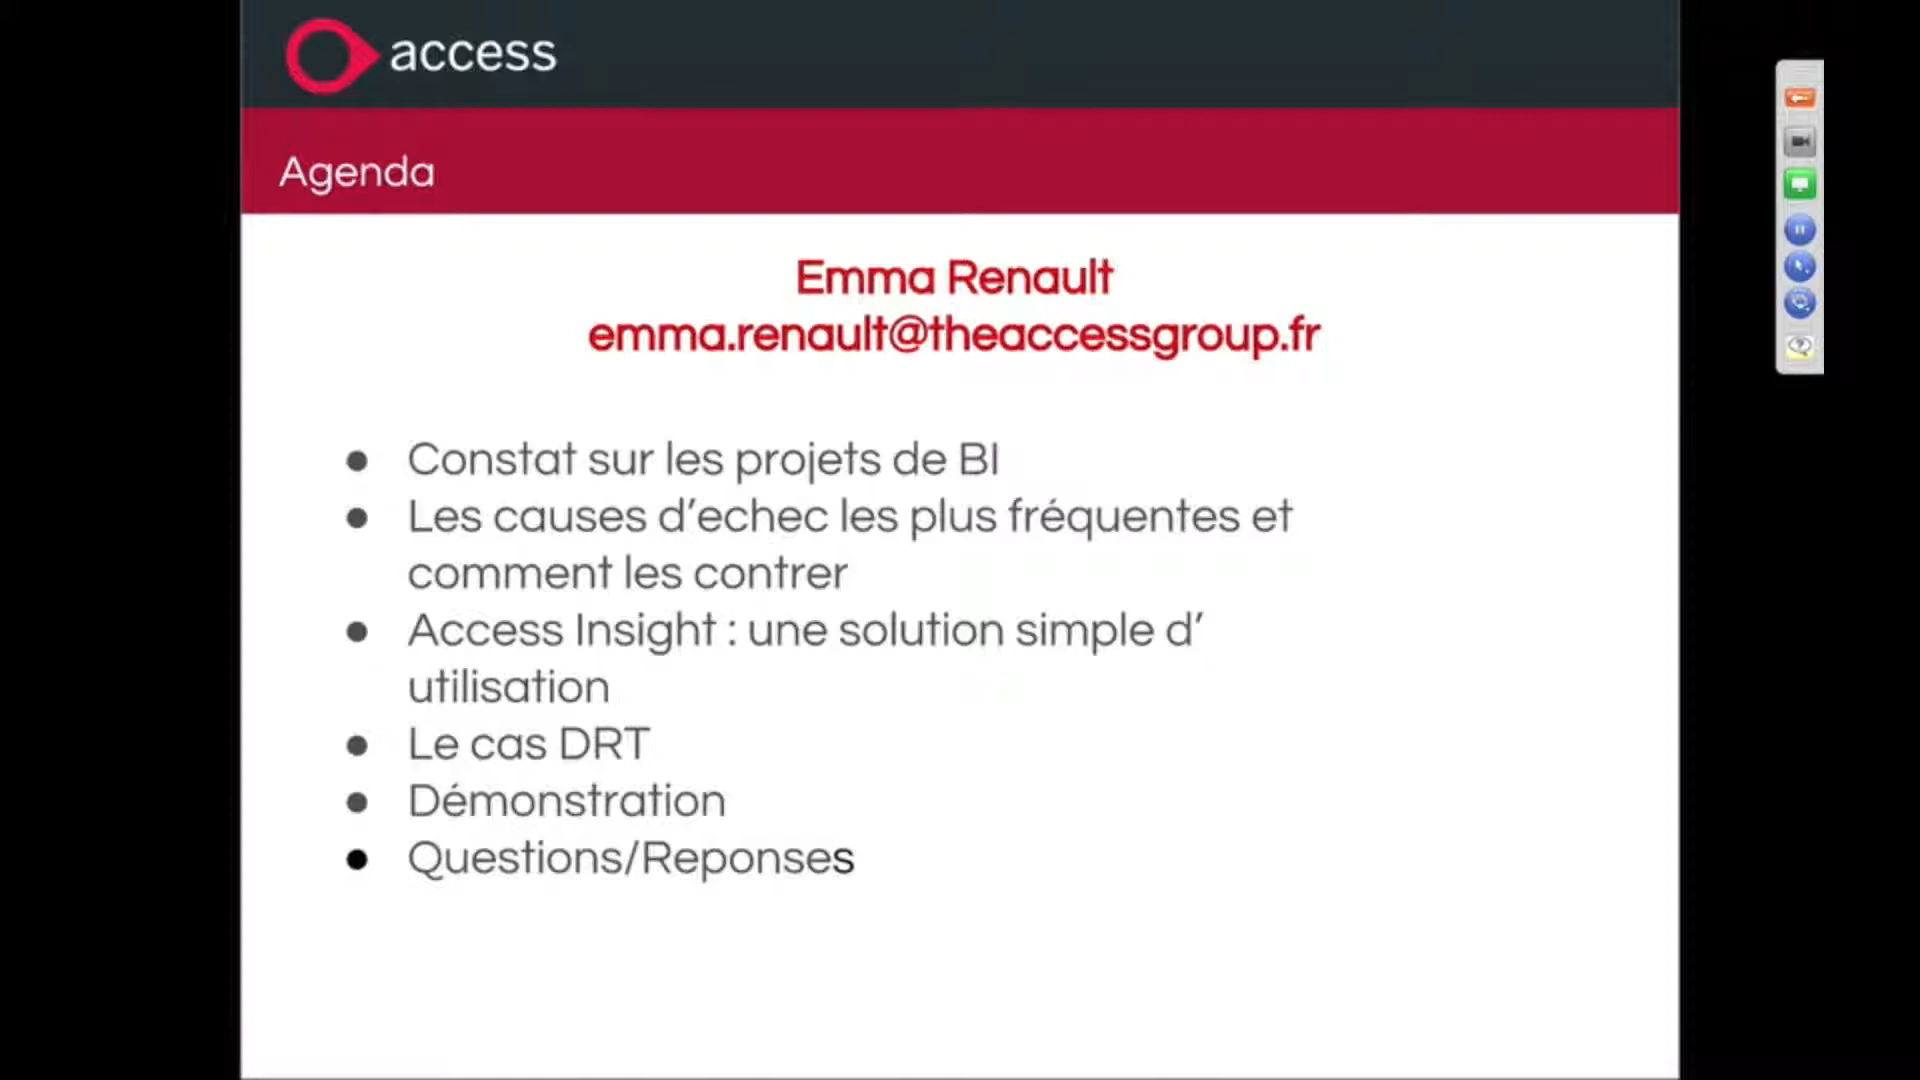 access
Agenda
Emma Renault
emma.renault@theaccessgroup.fr
● Constat sur les projets de BI
● Les causes d’echec les plus fréquentes et
comment les contrer
● Access Insight : une solution simple d’
utilisation
● Le cas DRT
● Démonstration
● Questions/Reponses